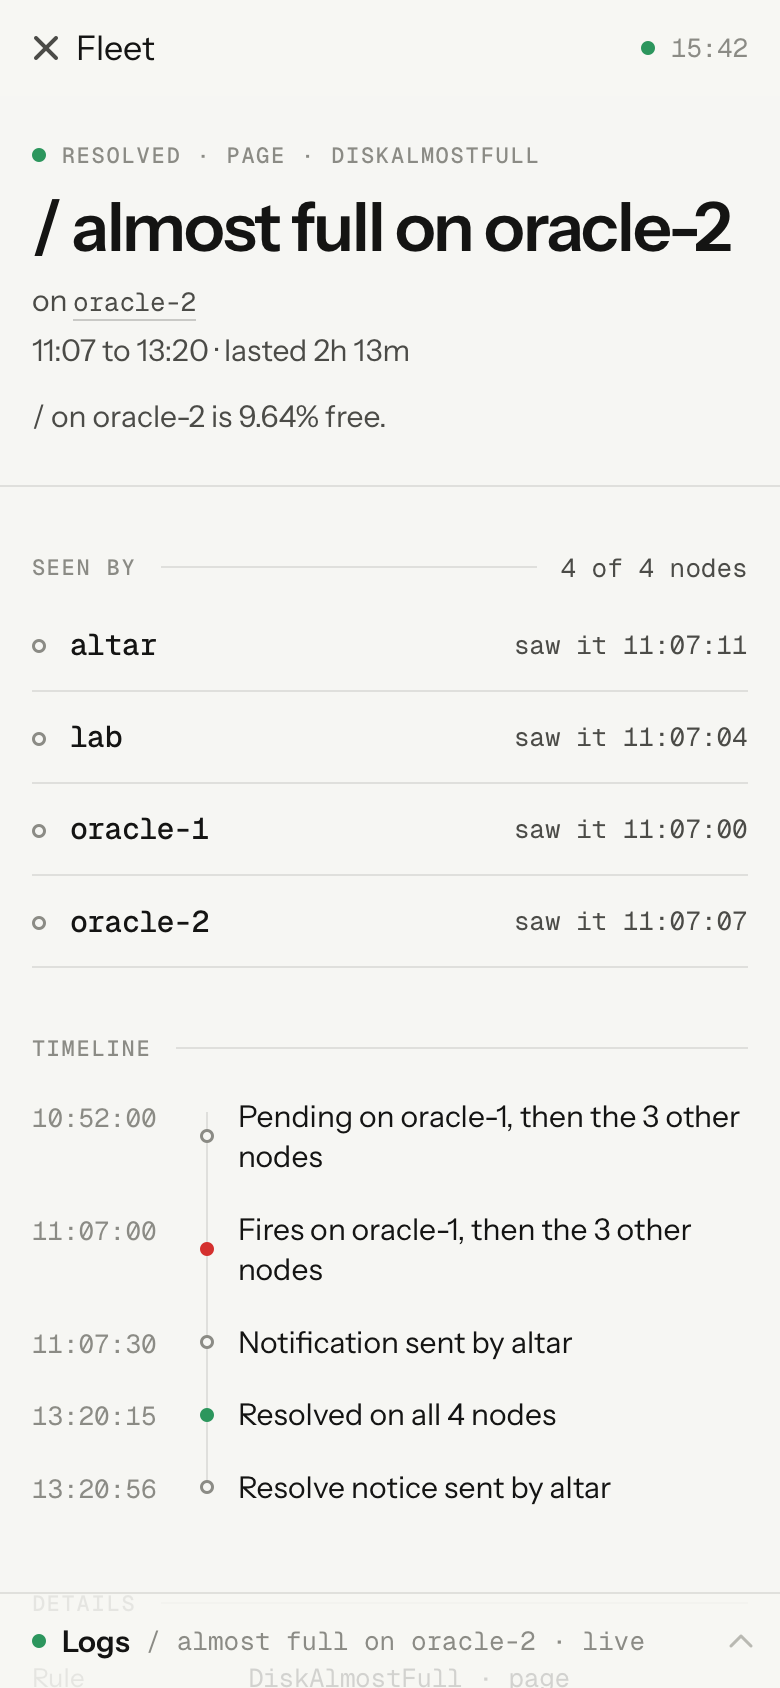 Fleet
15:42
RESOLVED · PAGE · DISKALMOSTFULL
/ almost full on oracle-2
on oracle-2
11:07 to 13:20 · lasted 2h 13m
/ on oracle-2 is 9.64% free.
SEEN BY
4 of 4 nodes
altar
saw it 11:07:11
lab
saw it 11:07:04
oracle-1
saw it 11:07:00
oracle-2
saw it 11:07:07
TIMELINE
10:52:00
Pending on oracle-1, then the 3 other
nodes
11:07:00
Fires on oracle-1, then the 3 other
nodes
11:07:30
Notification sent by altar
13:20:15
Resolved on all 4 nodes
13:20:56
Resolve notice sent by altar
DETAILS
Logs / almost full on oracle-2 · live
Rule
DiskAlmostFull · page